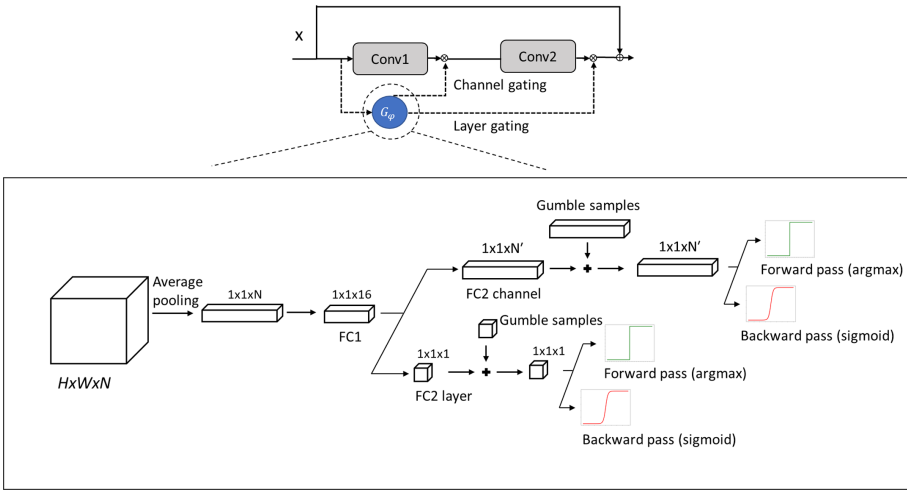 X
Conv1
Conv2
Channel gating
Gφ
Layer gating
Gumble samples
1x1xN'
1x1xN'
Forward pass (argmax)
Average
pooling
1x1xN
1x1x16
FC2 channel
FC1
Gumble samples
Backward pass (sigmoid)
1x1x1
1x1x1
HxWxN
Forward pass (argmax)
FC2 layer
Backward pass (sigmoid)